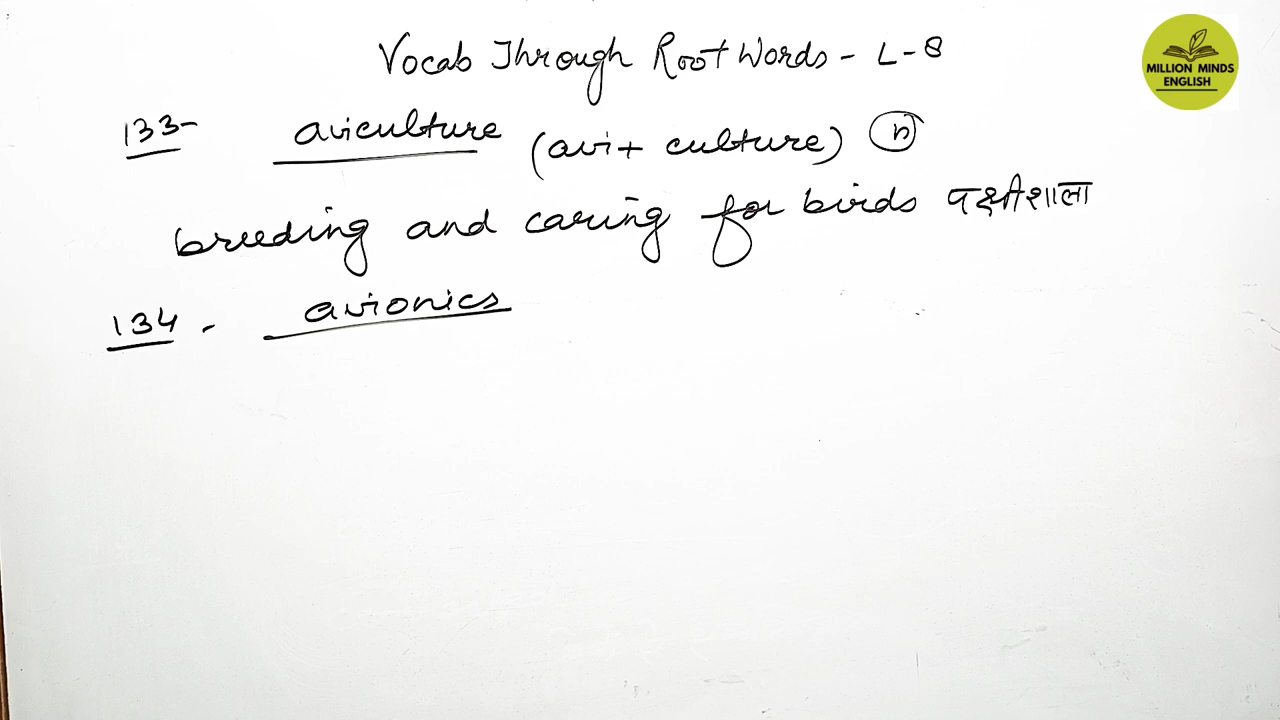 Vocab Through Root Words - L-8
MILLION MINDS
ENGLISH
133- aviculture (avi+ culture) n
breeding and caring for birds पक्षीशाला
134. avionics